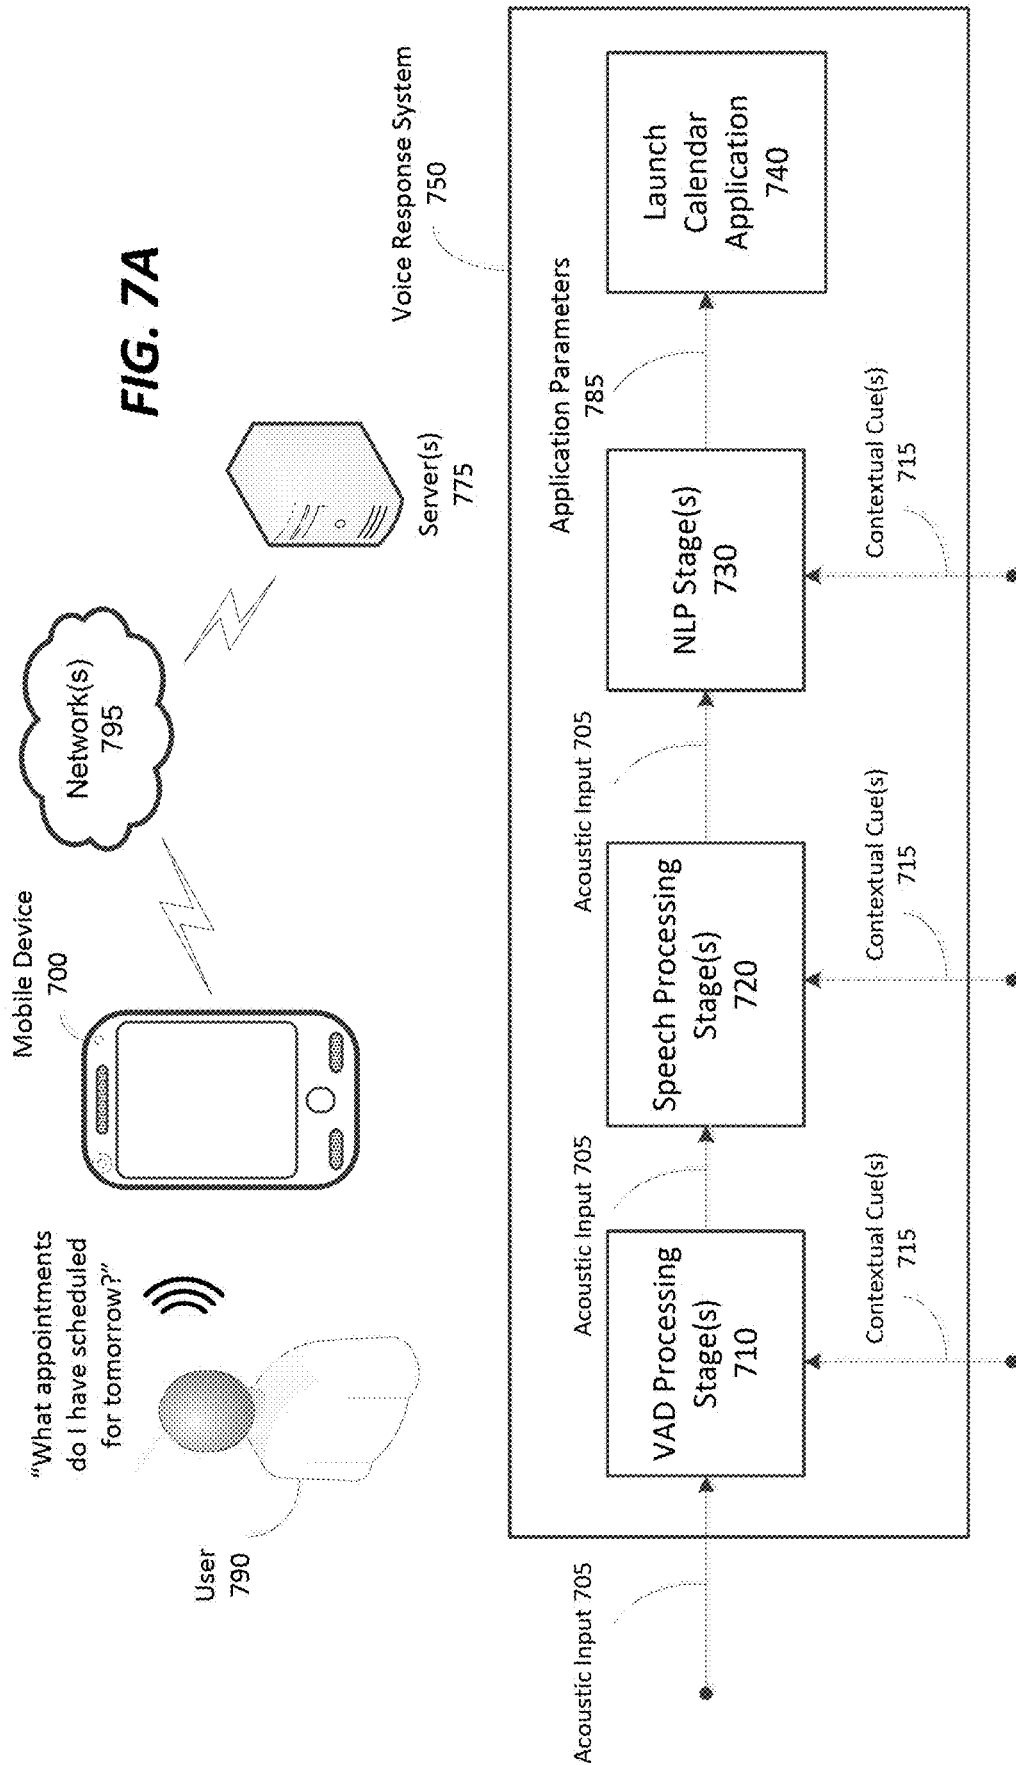 FIG. 7A
"What appointments
do I have scheduled
for tomorrow?"
User
790
Mobile Device
700
Network(s)
795
Server(s)
775
Voice Response System
750
Acoustic Input 705
VAD Processing
Stage(s)
710
Contextual Cue(s)
715
Acoustic Input 705
Speech Processing
Stage(s)
720
Contextual Cue(s)
715
Acoustic Input 705
NLP Stage(s)
730
Contextual Cue(s)
715
Application Parameters
785
Launch
Calendar
Application
740